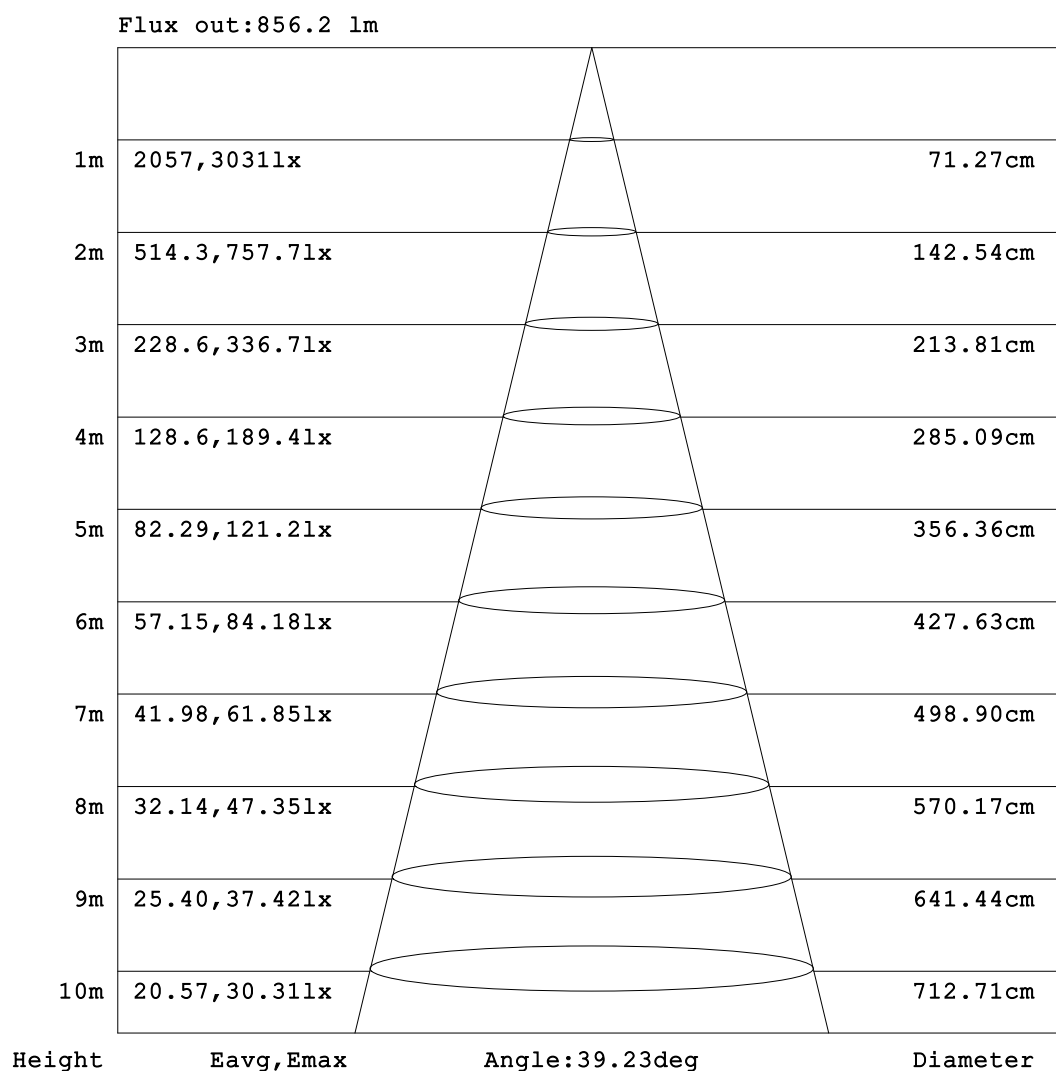 Flux out:856.2 lm
1m 2057,3031lx 71.27cm
2m 514.3,757.7lx 142.54cm
3m 228.6,336.7lx 213.81cm
4m 128.6,189.4lx 285.09cm
5m 82.29,121.2lx 356.36cm
6m 57.15,84.18lx 427.63cm
7m 41.98,61.85lx 498.90cm
8m 32.14,47.35lx 570.17cm
9m 25.40,37.42lx 641.44cm
10m 20.57,30.31lx 712.71cm
Height Eavg,Emax Angle:39.23deg Diameter